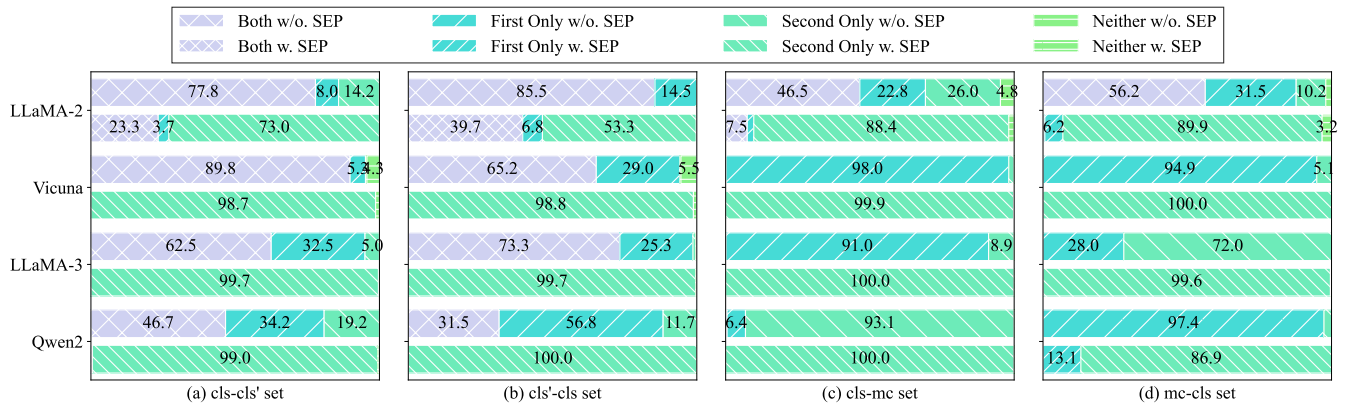 Both w/o. SEP First Only w/o. SEP Second Only w/o. SEP Neither w/o. SEP
Both w. SEP First Only w. SEP Second Only w. SEP Neither w. SEP
LLaMA-2
77.8 8.0 14.2
85.5 14.5
46.5 22.8 26.0 4.8
56.2 31.5 10.2
23.3 3.7 73.0
39.7 6.8 53.3
7.5 88.4
6.2 89.9 3.2
Vicuna
89.8 5.3 4.3
65.2 29.0 5.5
98.0
94.9 5.1
98.7
98.8
99.9
100.0
LLaMA-3
62.5 32.5 5.0
73.3 25.3
91.0 8.9
28.0 72.0
99.7
99.7
100.0
99.6
Qwen2
46.7 34.2 19.2
31.5 56.8 11.7
6.4 93.1
97.4
99.0
100.0
100.0
13.1 86.9
(a) cls-cls' set
(b) cls'-cls set
(c) cls-mc set
(d) mc-cls set